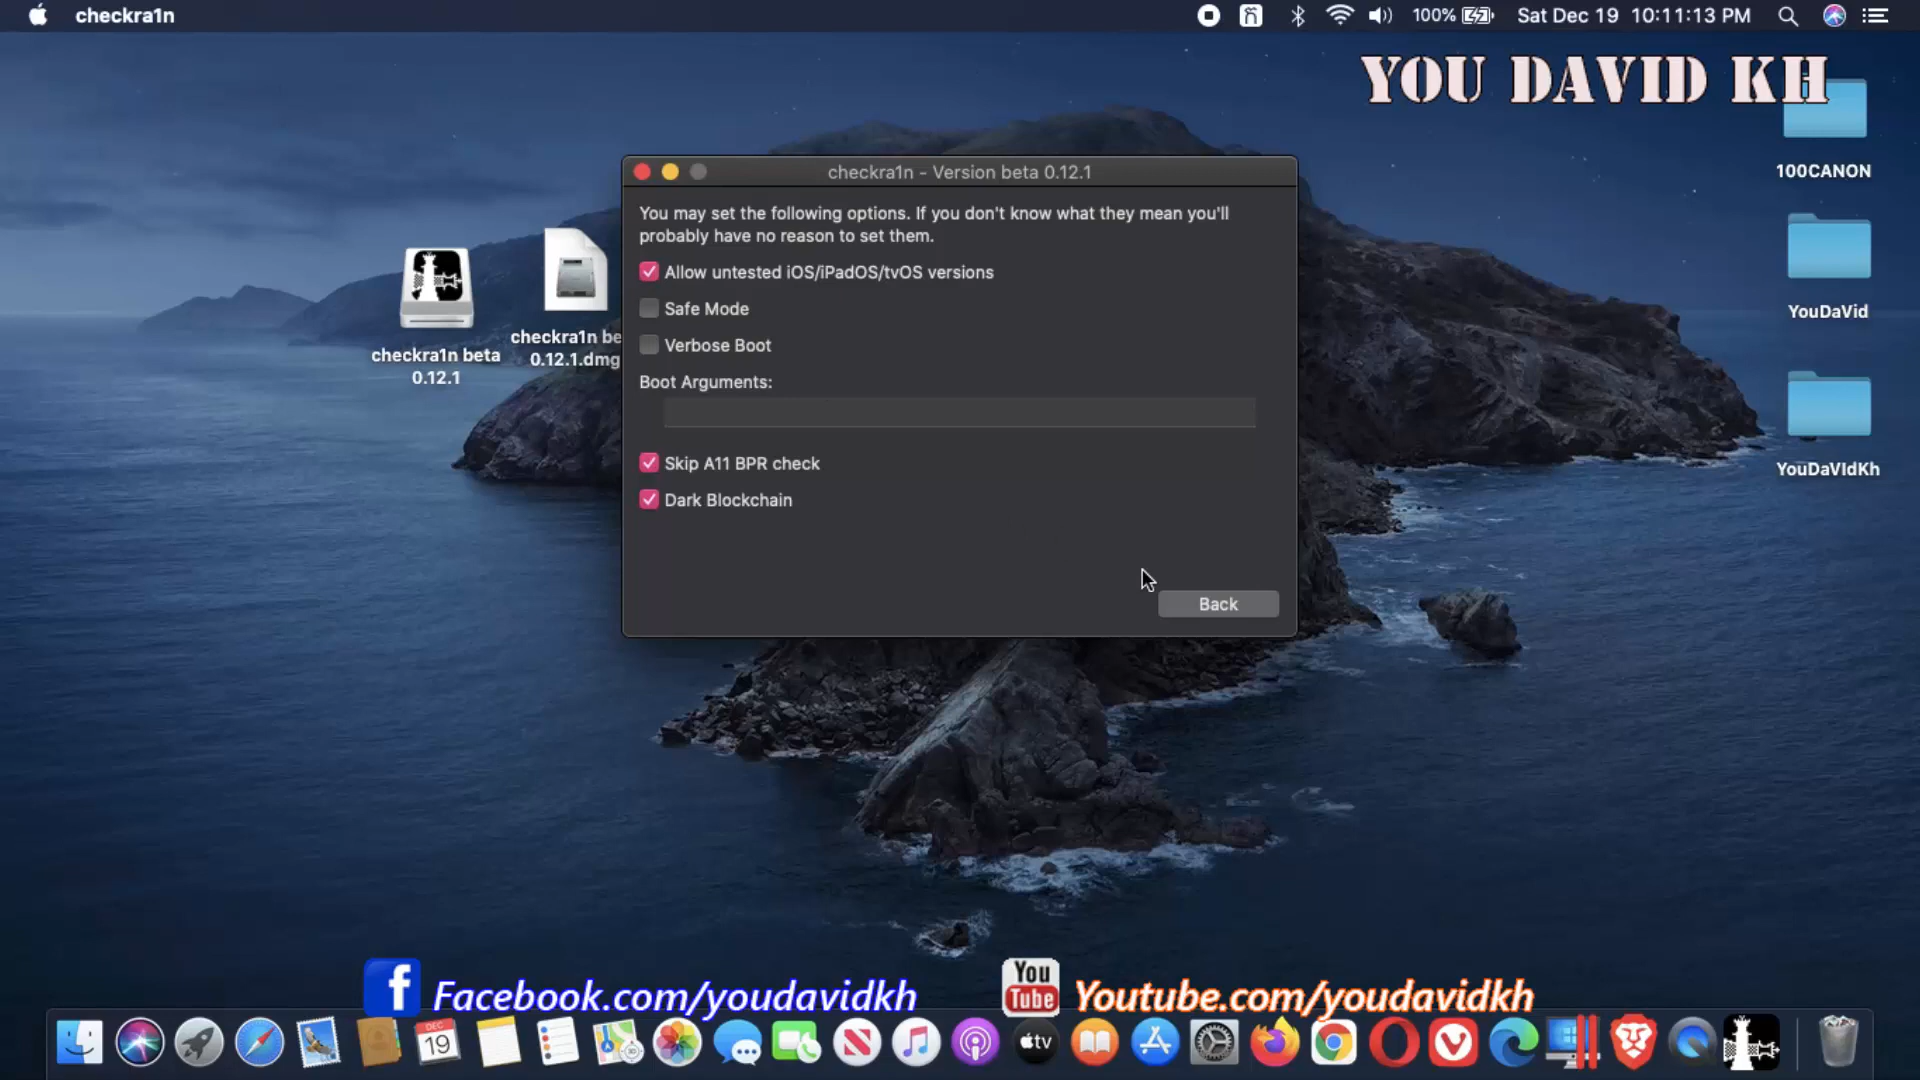 checkra1n
100%
Sat Dec 19 10:11:13 PM
YOU DAVID KH
100CANON
YouDaVid
YouDaVIdKh
checkra1n beta
0.12.1
checkra1n be
0.12.1.dmg
checkra1n - Version beta 0.12.1
You may set the following options. If you don't know what they mean you'll
probably have no reason to set them.
Allow untested iOS/iPadOS/tvOS versions
Safe Mode
Verbose Boot
Boot Arguments:
Skip A11 BPR check
Dark Blockchain
Back
f
Facebook.com/youdavidkh
You
Tube
Youtube.com/youdavidkh
DEC
19
tv